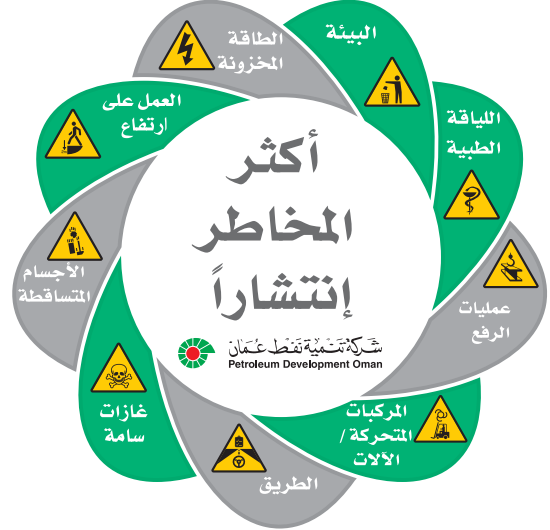 أكثر
المخاطر
إنتشاراً
شركة تنمية نفط عُمان
Petroleum Development Oman
البيئة
اللياقة
الطبية
عمليات
الرفع
المركبات
المتحركة /
الآلات
الطريق
غازات
سامة
الأجسام
المتساقطة
العمل على
ارتفاع
الطاقة
المخزونة